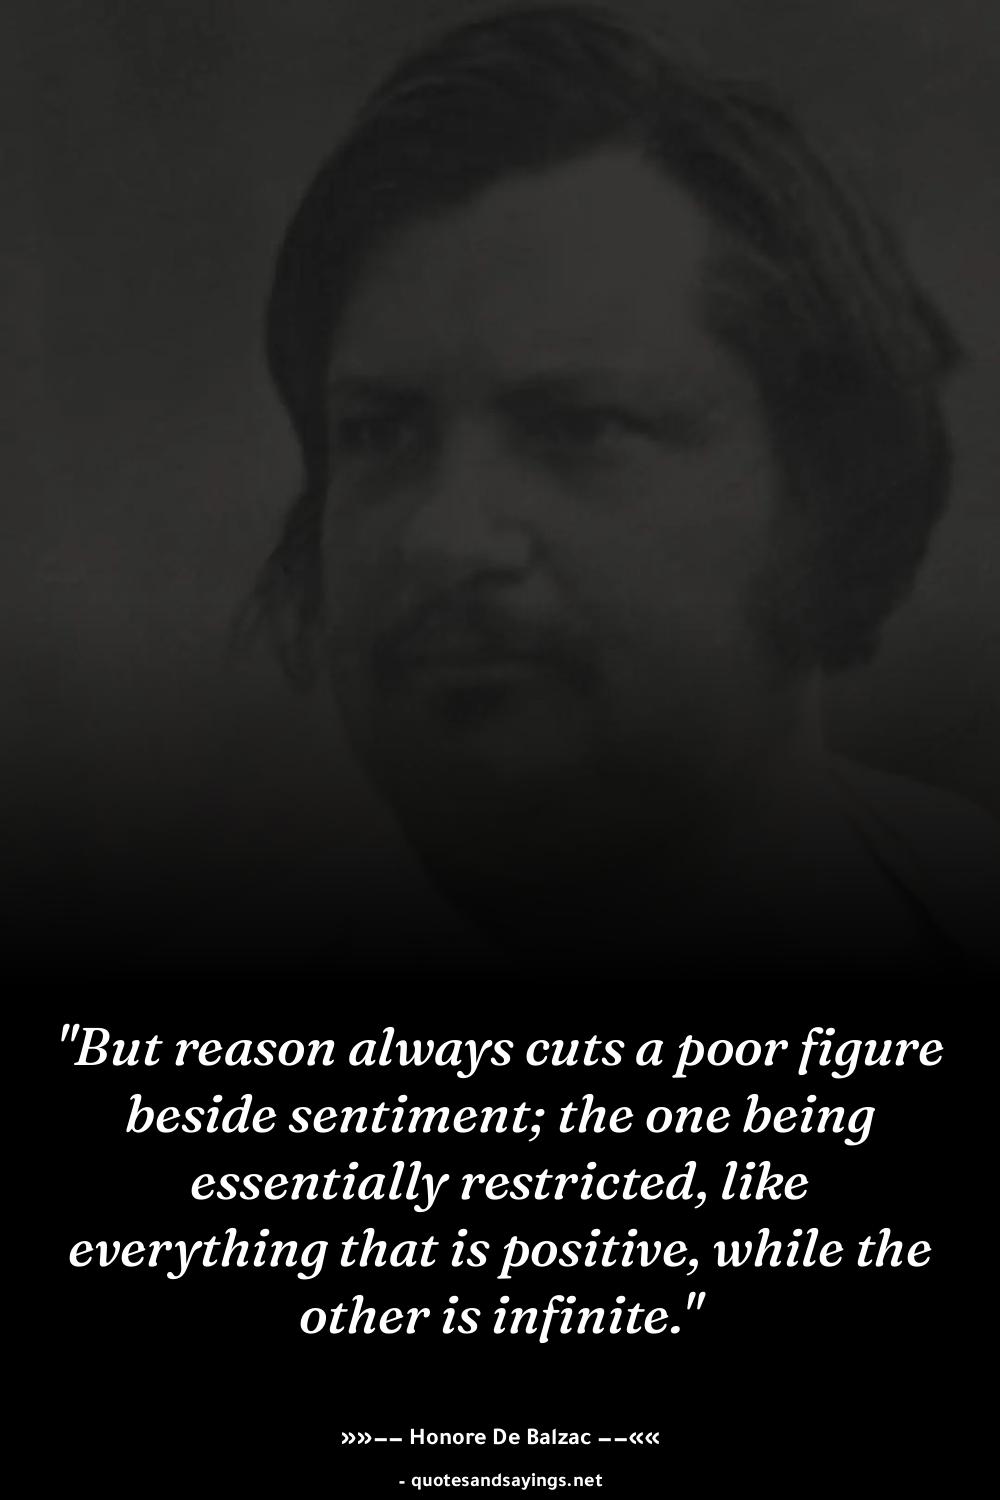 "But reason always cuts a poor figure
beside sentiment; the one being
essentially restricted, like
everything that is positive, while the
other is infinite."
»»−− Honore De Balzac −−««
- quotesandsayings.net